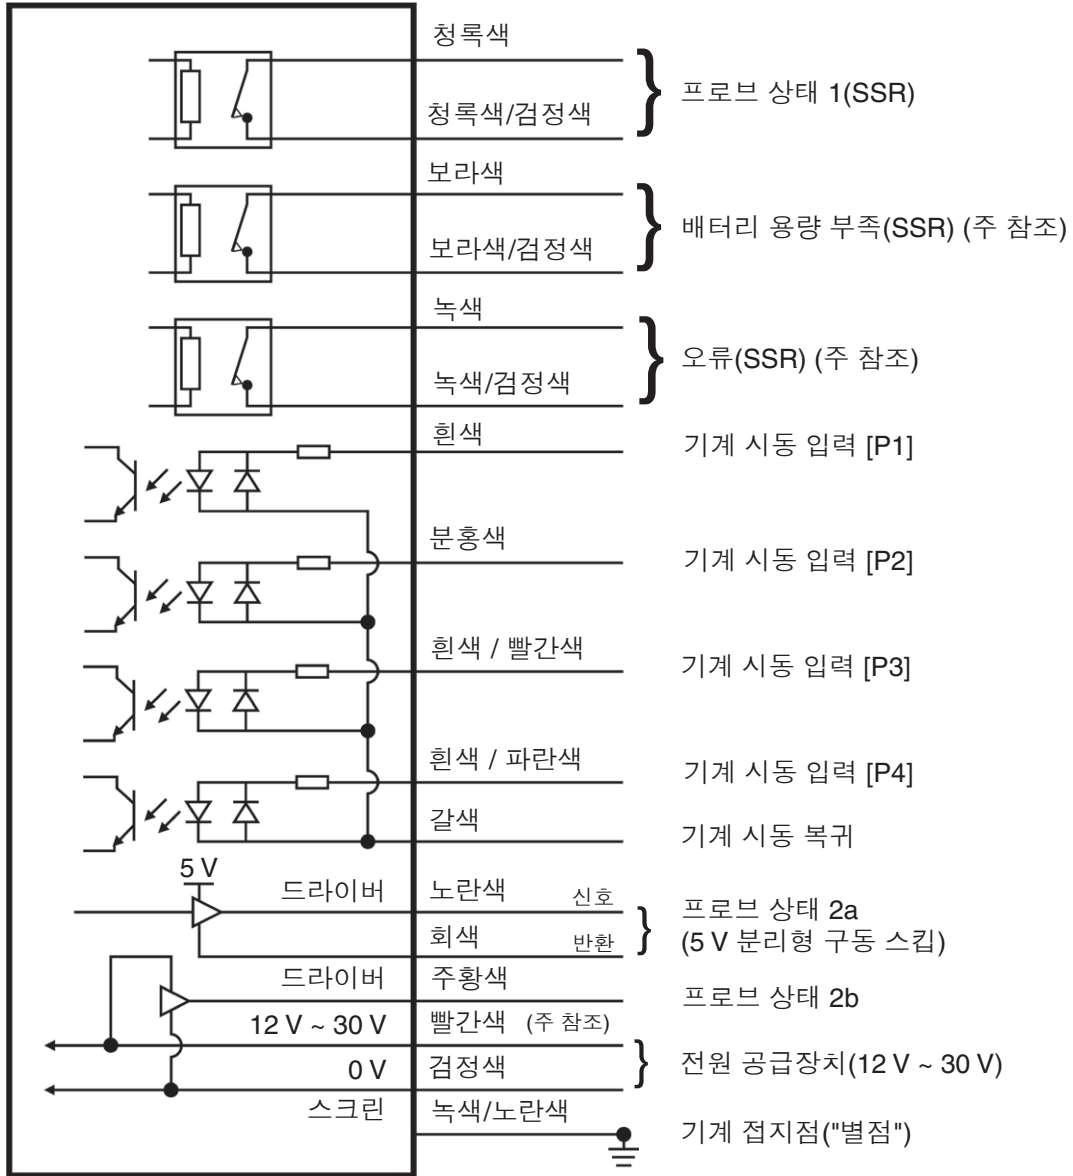 청록색
청록색/검정색
프로브 상태 1(SSR)
보라색
보라색/검정색
배터리 용량 부족(SSR) (주 참조)
녹색
녹색/검정색
오류(SSR) (주 참조)
흰색
기계 시동 입력 [P1]
분홍색
기계 시동 입력 [P2]
흰색 / 빨간색
기계 시동 입력 [P3]
흰색 / 파란색
기계 시동 입력 [P4]
갈색
기계 시동 복귀
5 V
드라이버 노란색 신호
회색 반환
프로브 상태 2a
(5 V 분리형 구동 스킵)
드라이버 주황색
프로브 상태 2b
12 V ~ 30 V 빨간색 (주 참조)
0 V 검정색
전원 공급장치(12 V ~ 30 V)
스크린 녹색/노란색
기계 접지점("별점")